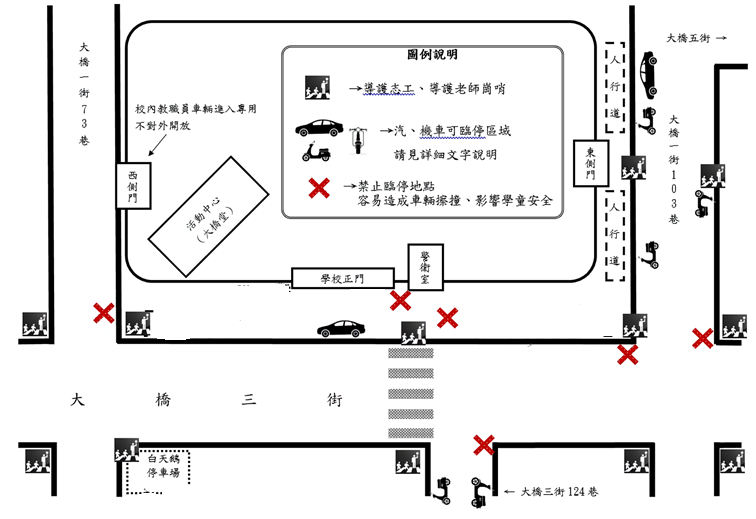 大橋五街 →
圖例說明
大橋一街73巷
人行道
→導護志工、導護老師崗哨
校內教職員車輛進入專用
不對外開放
大橋一街103巷
→汽、機車可臨停區域
請見詳細文字說明
東側門
西側門
→禁止臨停地點
容易造成車輛擦撞、影響學童安全
活動中心
(大橋堂)
人行道
警衛室
學校正門
大橋三街
白天鵝
停車場
← 大橋三街124巷